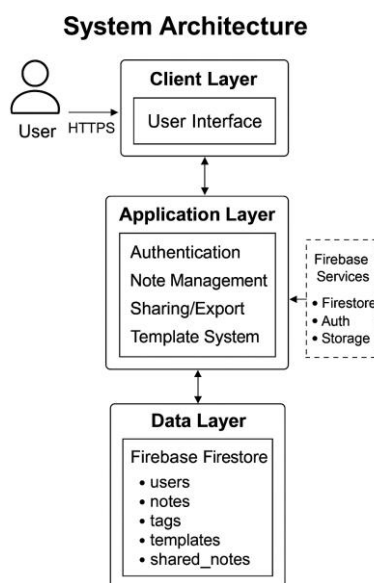 System Architecture
User
HTTPS
Client Layer
User Interface
Application Layer
Authentication
Note Management
Sharing/Export
Template System
Firebase
Services
• Firestore
• Auth
• Storage
Data Layer
Firebase Firestore
• users
• notes
• tags
• templates
• shared_notes